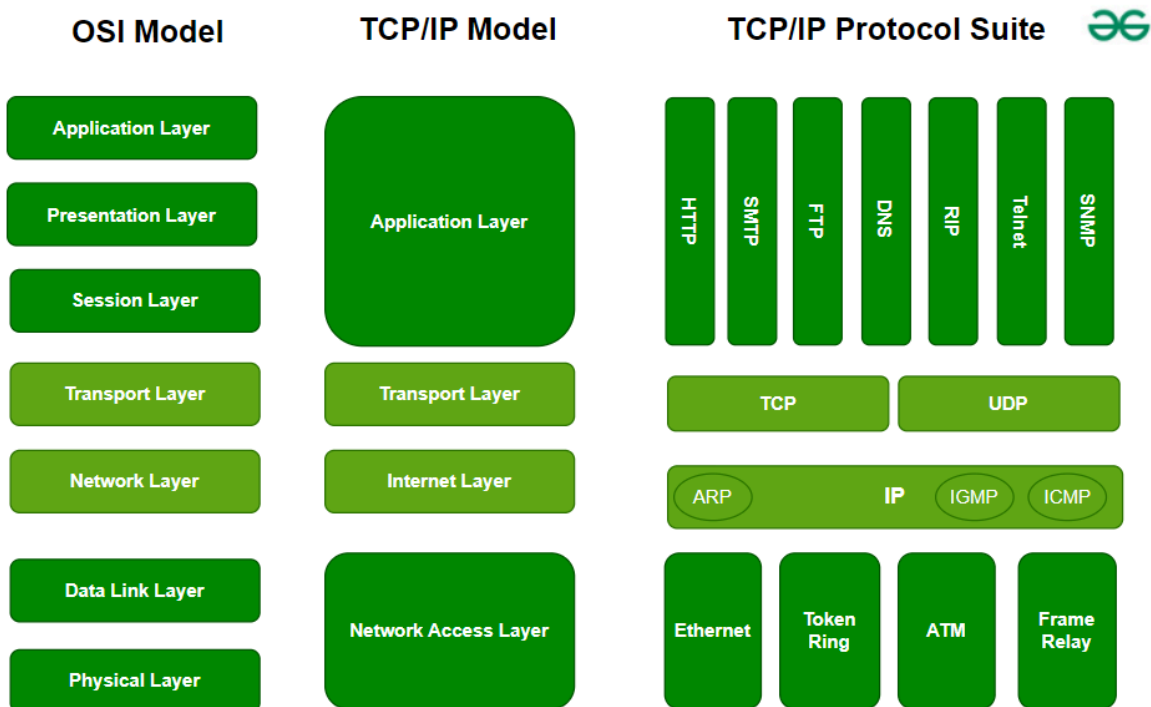 OSI Model
TCP/IP Model
TCP/IP Protocol Suite
Application Layer
Presentation Layer
Session Layer
Transport Layer
Network Layer
Data Link Layer
Physical Layer
Application Layer
Transport Layer
Internet Layer
Network Access Layer
HTTP
SMTP
FTP
DNS
RIP
Telnet
SNMP
TCP
UDP
ARP
IP
IGMP
ICMP
Ethernet
Token
Ring
ATM
Frame
Relay